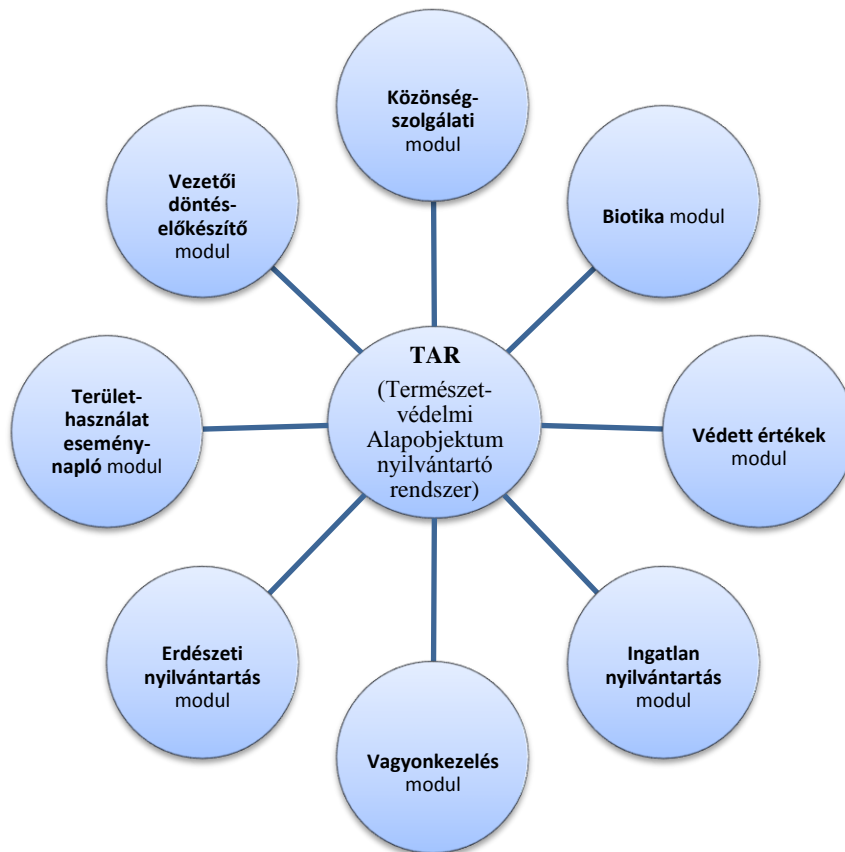 Közönség-
szolgálati
modul
Vezetői
döntés-
előkészítő
modul
Biotika modul
TAR
(Természet-
védelmi
Alapobjektum
nyilvántartó
rendszer)
Terület-
használat
esemény-
napló modul
Védett értékek
modul
Erdészeti
nyilvántartás
modul
Ingatlan
nyilvántartás
modul
Vagyonkezelés
modul